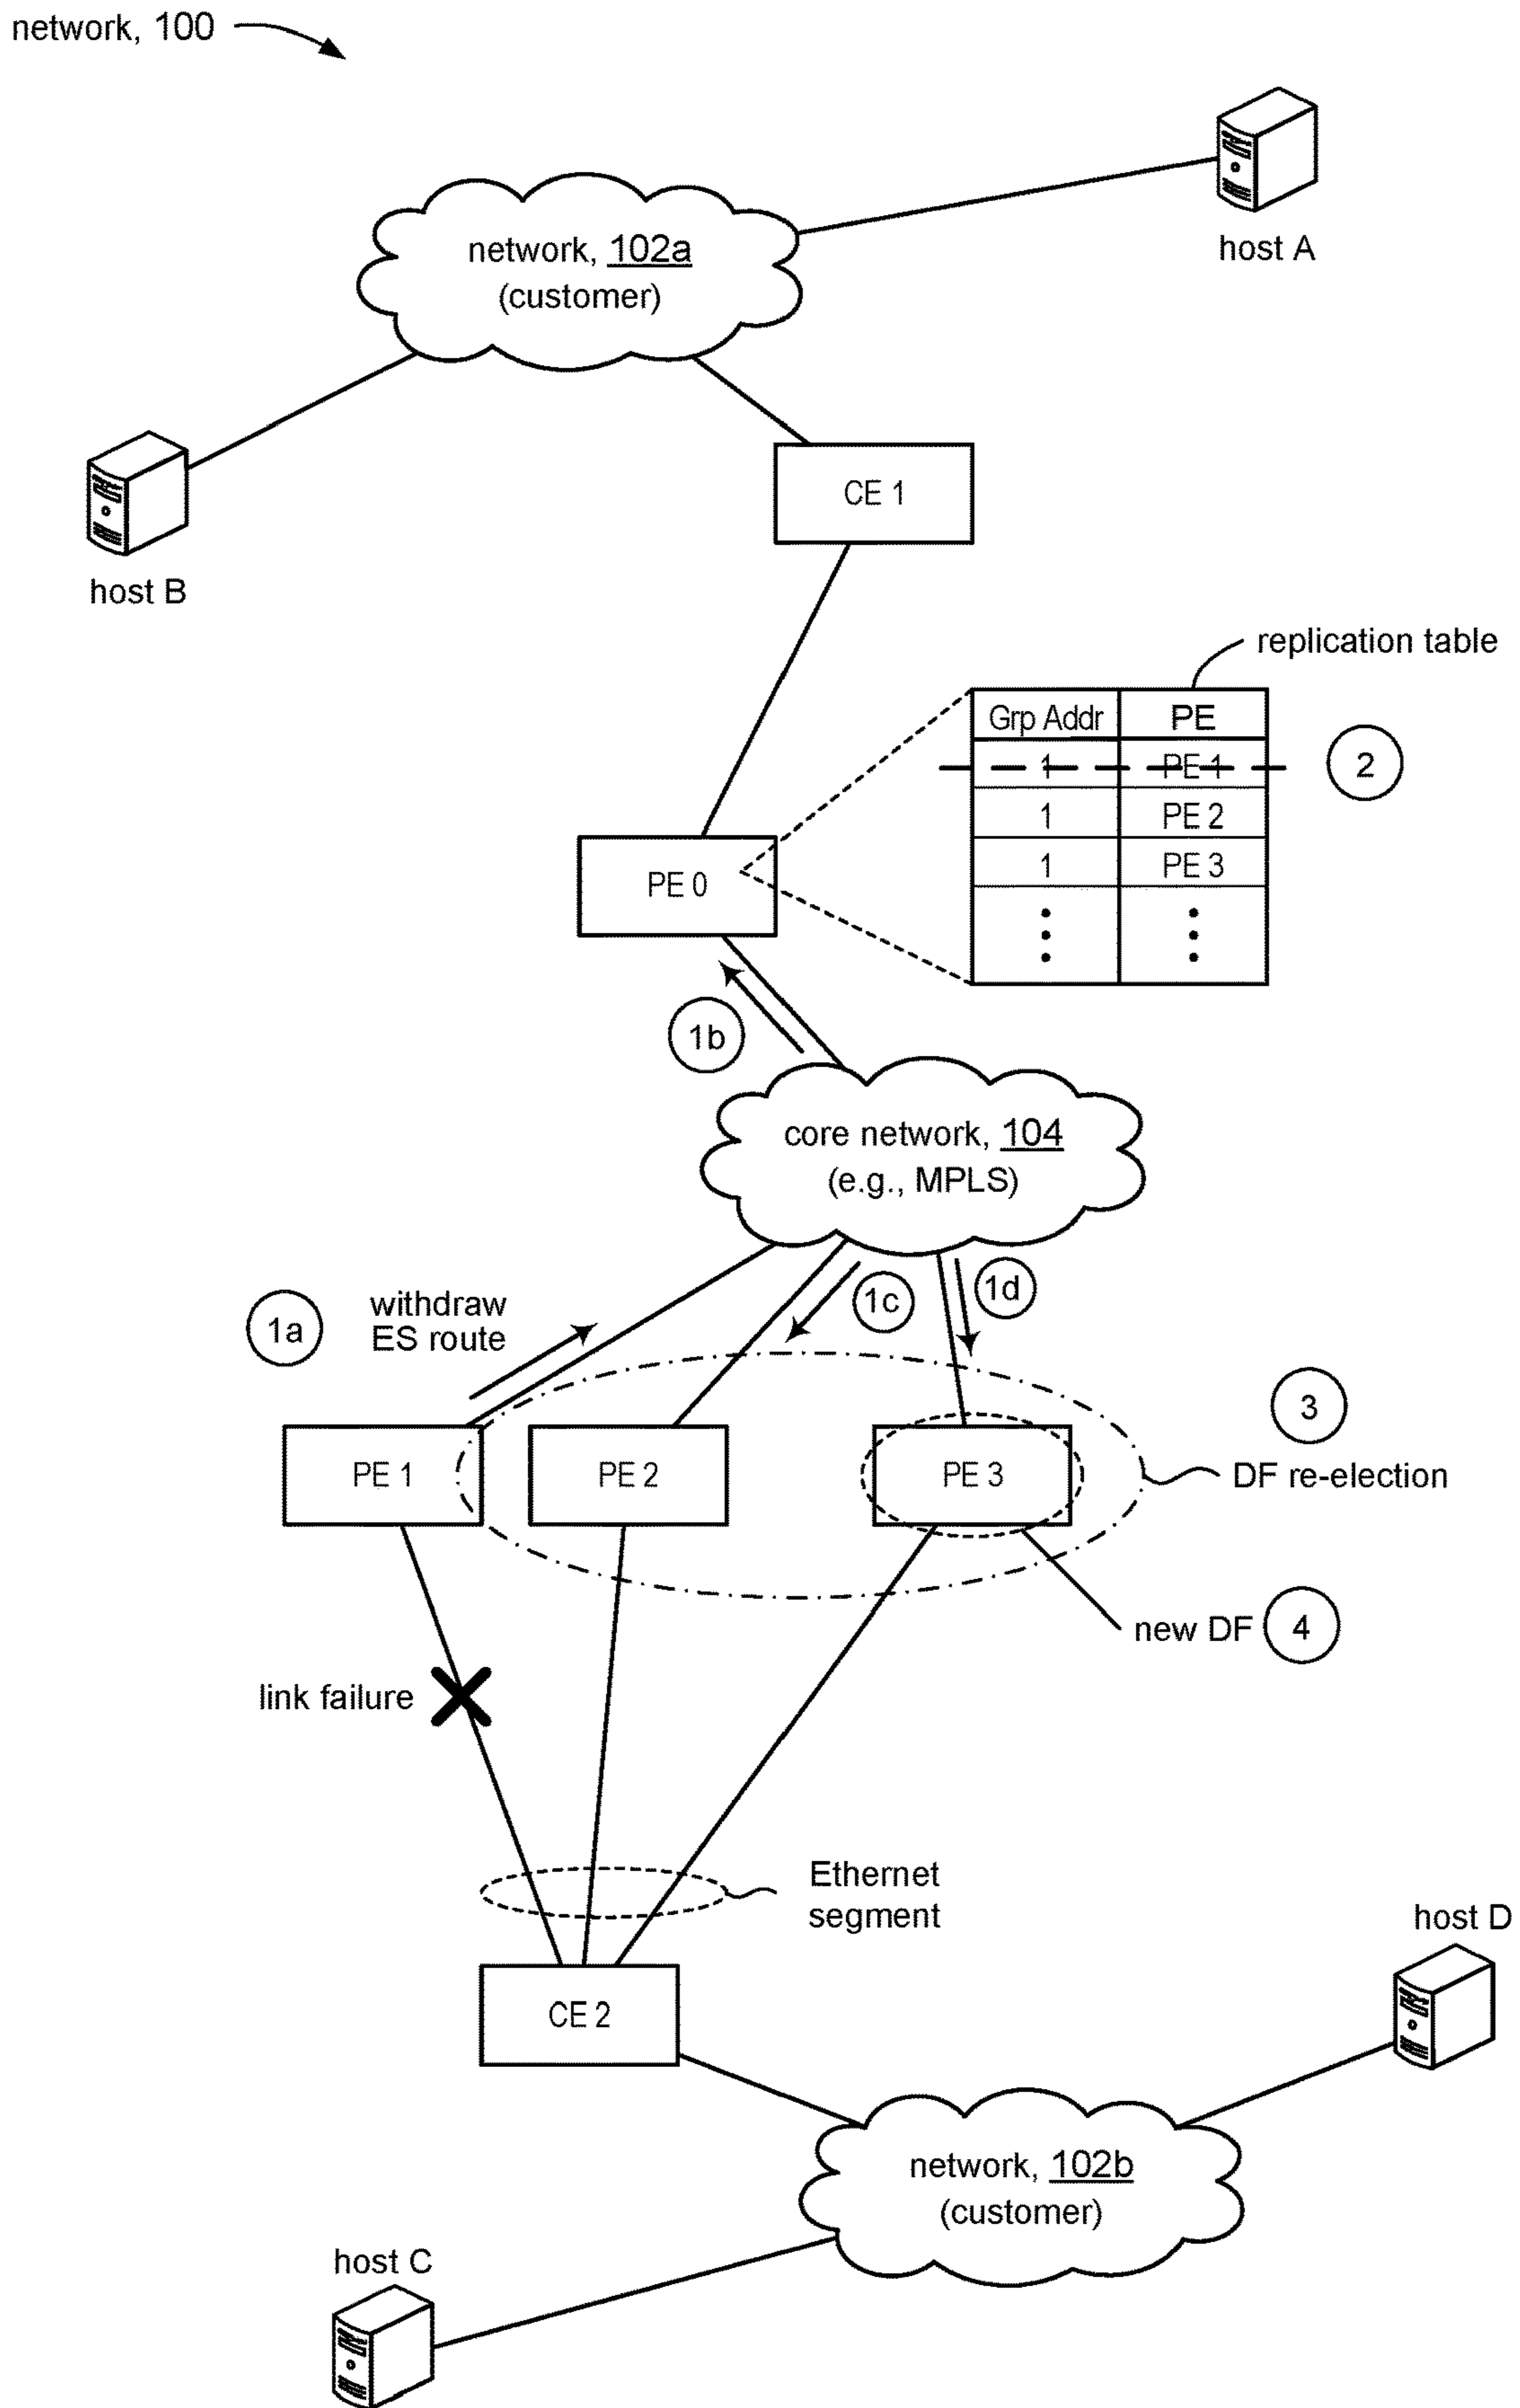 network, 100
host A
network, 102a
(customer)
host B
CE 1
replication table
Grp Addr PE
1 PE 1
2
1 PE 2
1 PE 3
PE 0
1b
core network, 104
(e.g., MPLS)
1a
withdraw
ES route
1c
1d
3
DF re-election
PE 1
PE 2
PE 3
new DF
4
link failure
Ethernet
segment
host D
CE 2
network, 102b
(customer)
host C